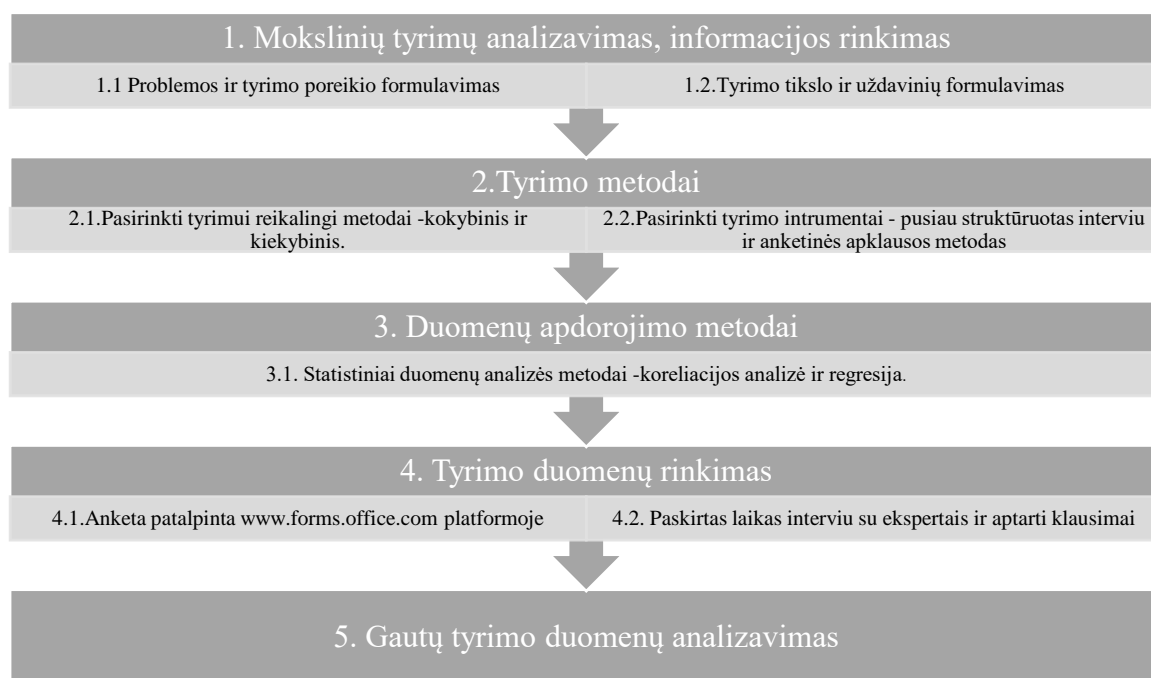 1. Mokslinių tyrimų analizavimas, informacijos rinkimas
1.1 Problemos ir tyrimo poreikio formulavimas
1.2.Tyrimo tikslo ir uždavinių formulavimas
2.Tyrimo metodai
2.1.Pasirinkti tyrimui reikalingi metodai -kokybinis ir
kiekybinis.
2.2.Pasirinkti tyrimo intrumentai - pusiau struktūruotas interviu
ir anketinės apklausos metodas
3. Duomenų apdorojimo metodai
3.1. Statistiniai duomenų analizės metodai -koreliacijos analizė ir regresija.
4. Tyrimo duomenų rinkimas
4.1.Anketa patalpinta www.forms.office.com platformoje
4.2. Paskirtas laikas interviu su ekspertais ir aptarti klausimai
5. Gautų tyrimo duomenų analizavimas